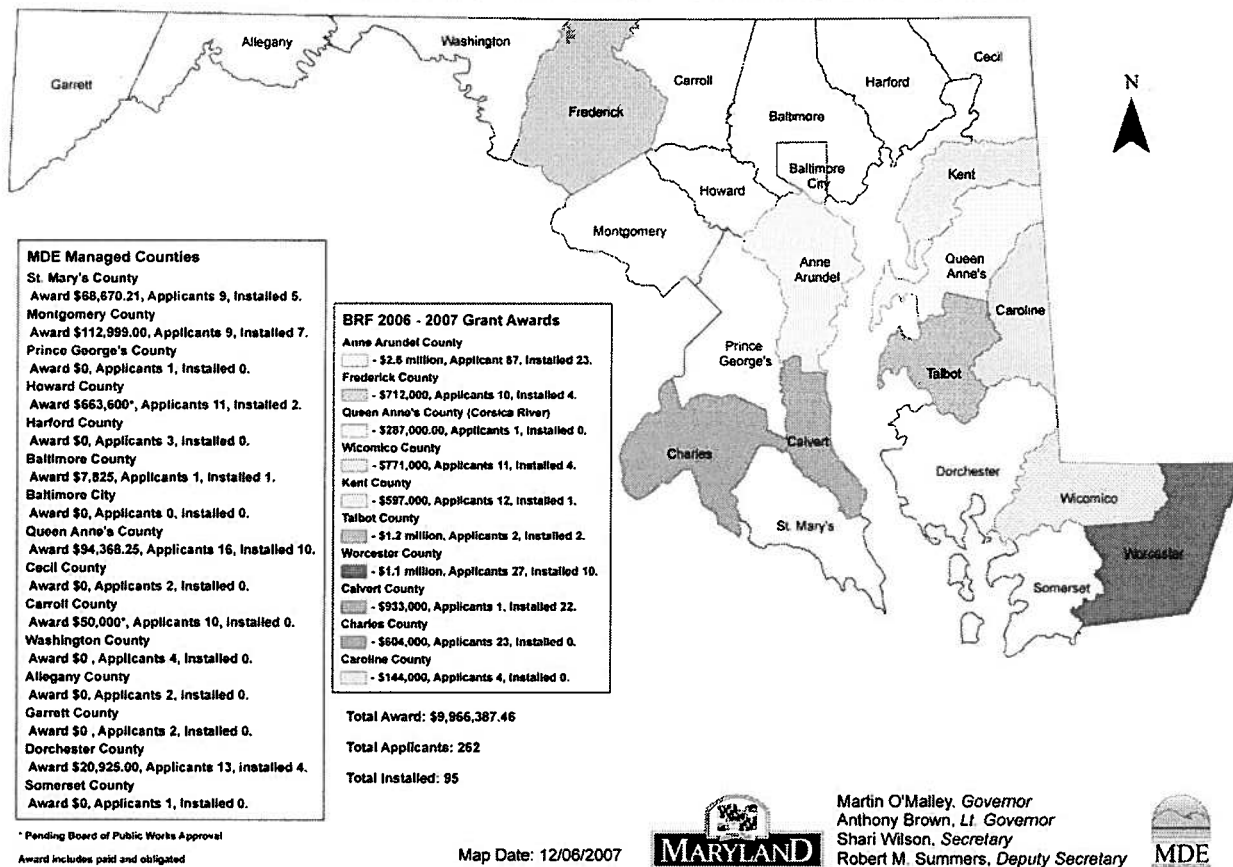 Garrett
Allegany
Washington
Frederick
Carroll
Baltimore
Baltimore
City
Harford
Cecil
N
Howard
Montgomery
Kent
Anne
Arundel
Queen
Anne's
Caroline
Prince
George's
Talbot
Charles
Calvert
Dorchester
St. Mary's
Wicomico
Worcester
Somerset
MDE Managed Counties
St. Mary's County
Award $68,670.21, Applicants 9, Installed 5.
Montgomery County
Award $112,999.00, Applicants 9, Installed 7.
Prince George's County
Award $0, Applicants 1, Installed 0.
Howard County
Award $663,600*, Applicants 11, Installed 2.
Harford County
Award $0, Applicants 3, Installed 0.
Baltimore County
Award $7,825, Applicants 1, Installed 1.
Baltimore City
Award $0, Applicants 0, Installed 0.
Queen Anne's County
Award $94,368.25, Applicants 16, Installed 10.
Cecil County
Award $0, Applicants 2, Installed 0.
Carroll County
Award $50,000*, Applicants 10, Installed 0.
Washington County
Award $0 , Applicants 4, Installed 0.
Allegany County
Award $0, Applicants 2, Installed 0.
Garrett County
Award $0 , Applicants 2, Installed 0.
Dorchester County
Award $20,925.00, Applicants 13, installed 4.
Somerset County
Award $0, Applicants 1, Installed 0.
* Pending Board of Public Works Approval
Award includes paid and obligated
BRF 2006 - 2007 Grant Awards
Anne Arundel County
- million, Applicant 87, Installed 23.
Frederick County
- $712,000, Applicants 10, Installed 4.
Queen Anne's County (Corsica River)
- $287,000.00, Applicants 1, Installed 0.
Wicomico County
- $771,000, Applicants 11, Installed 4.
Kent County
- $597,000, Applicants 12, Installed 1.
Talbot County
- $1.2 million, Applicants 2, Installed 2.
Worcester County
- $1.1 million, Applicants 27, Installed 10.
Calvert County
- $933,000, Applicants 1, Installed 22.
Charles County
- $604,000, Applicants 23, Installed 0.
Caroline County
- $144,000, Applicants 4, Installed 0.
Total Award: $9,966,387.46
Total Applicants: 262
Total Installed: 95
Map Date: 12/06/2007
MARYLAND
Martin O'Malley, Governor
Anthony Brown, Lt. Governor
Shari Wilson, Secretary
Robert M. Summers, Deputy Secretary
MDE